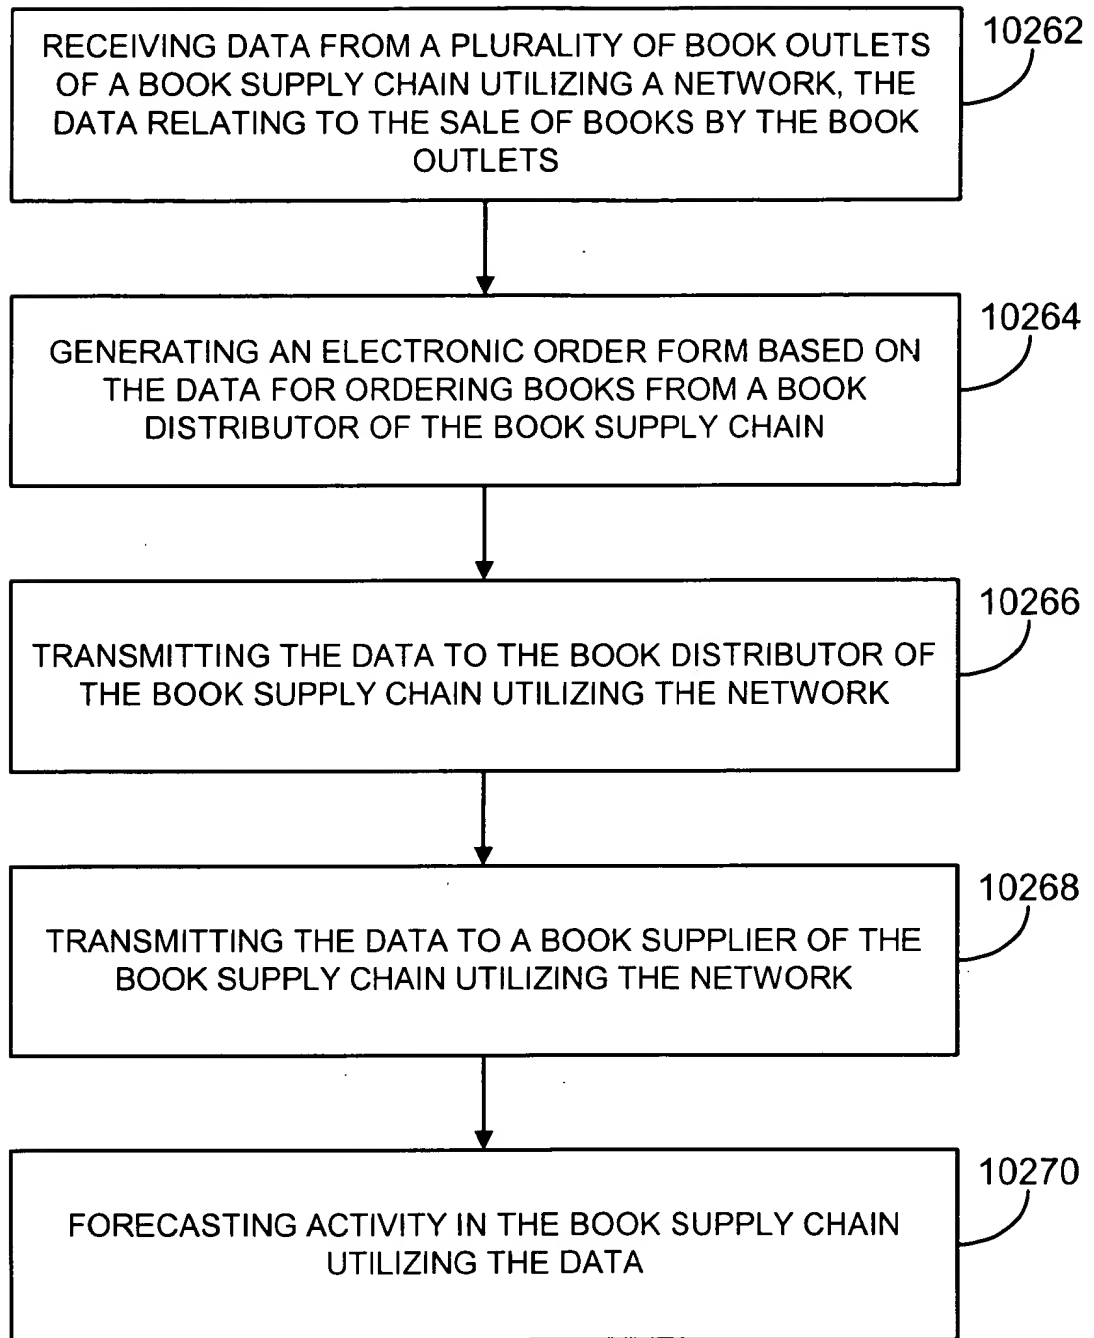 RECEIVING DATA FROM A PLURALITY OF BOOK OUTLETS
OF A BOOK SUPPLY CHAIN UTILIZING A NETWORK, THE
DATA RELATING TO THE SALE OF BOOKS BY THE BOOK
OUTLETS
10262
GENERATING AN ELECTRONIC ORDER FORM BASED ON
THE DATA FOR ORDERING BOOKS FROM A BOOK
DISTRIBUTOR OF THE BOOK SUPPLY CHAIN
10264
TRANSMITTING THE DATA TO THE BOOK DISTRIBUTOR OF
THE BOOK SUPPLY CHAIN UTILIZING THE NETWORK
10266
TRANSMITTING THE DATA TO A BOOK SUPPLIER OF THE
BOOK SUPPLY CHAIN UTILIZING THE NETWORK
10268
FORECASTING ACTIVITY IN THE BOOK SUPPLY CHAIN
UTILIZING THE DATA
10270